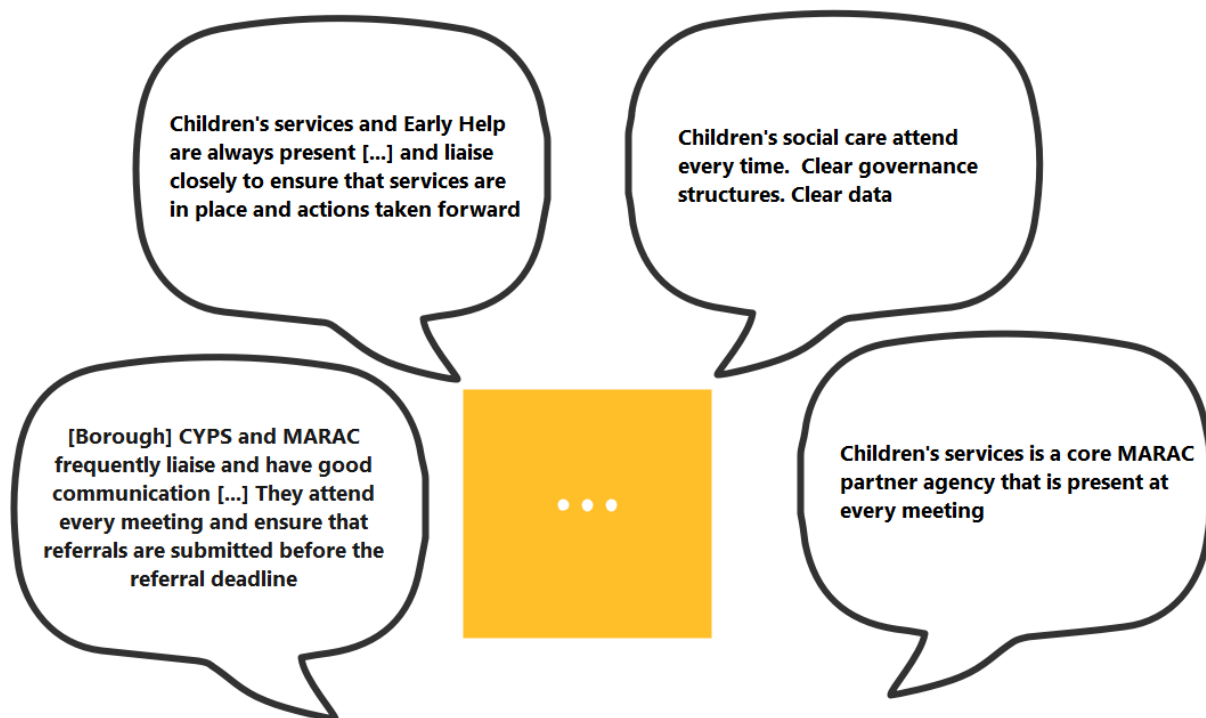 Children's services and Early Help
are always present [...] and liaise
closely to ensure that services are
in place and actions taken forward
Children's social care attend
every time.  Clear governance
structures. Clear data
[Borough] CYPS and MARAC
frequently liaise and have good
communication [...] They attend
every meeting and ensure that
referrals are submitted before the
referral deadline
Children's services is a core MARAC
partner agency that is present at
every meeting